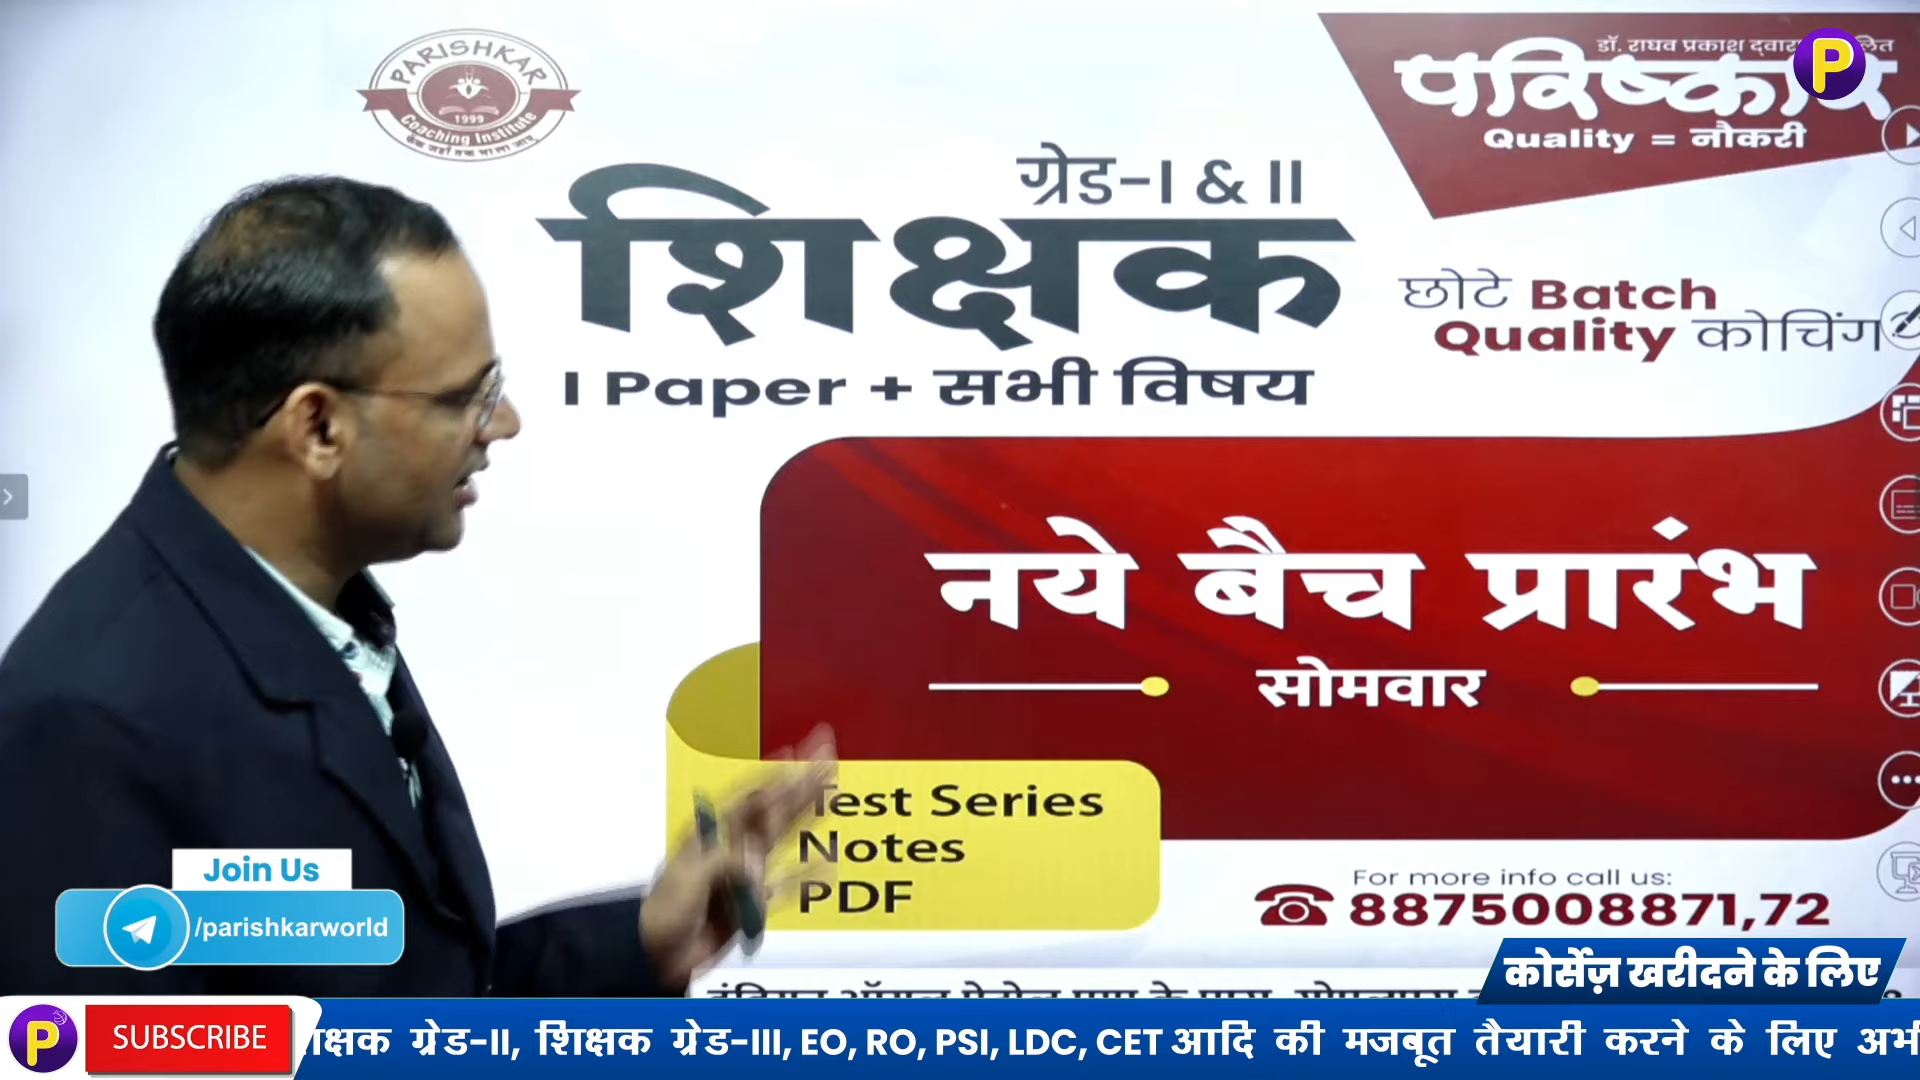 PARISHKAR
1999
Coaching Institute
डॉ. राघव प्रकाश
परिष्कार
P
Quality = नौकरी
ग्रेड-I & II
शिक्षक
छोटे Batch
Quality कोचिंग
I Paper + सभी विषय
नये बैच प्रारंभ
सोमवार
Test Series
Notes
PDF
For more info call us:
8875008871,72
Join Us
/parishkarworld
कोर्सेज़ खरीदने के लिए
P
SUBSCRIBE
ग्रेड-II, शिक्षक ग्रेड-III, EO, RO, PSI, LDC, CET आदि की मजबूत तैयारी करने के लिए